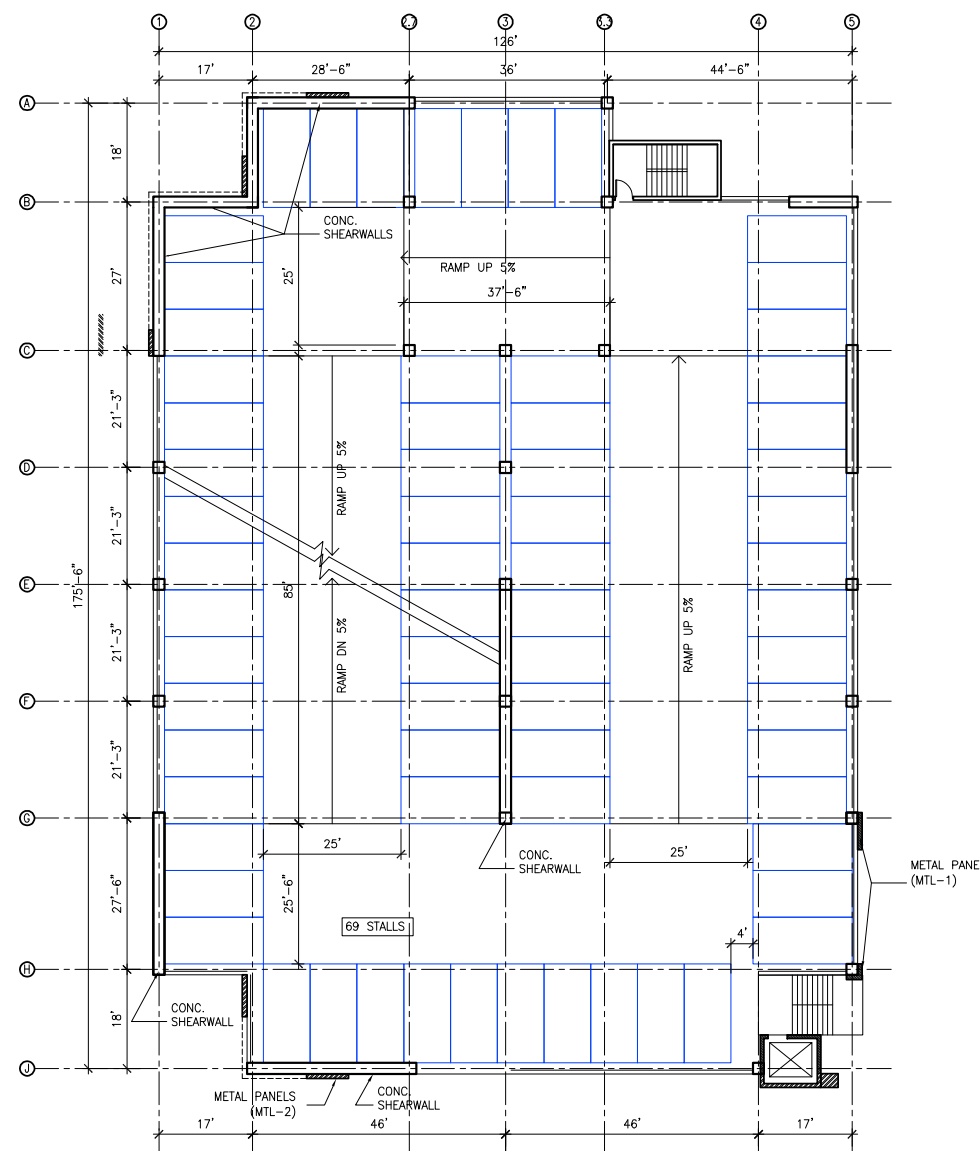 1 2 2.7 3 3.3 4 5
126'
17' 28'-6" 36' 44'-6"
A
18'
B
CONC.
SHEARWALLS
27'
25'
RAMP UP 5%
37'-6"
C
21'-3"
RAMP UP 5%
D
21'-3"
175'-6"
E
85'
21'-3"
RAMP DN 5%
RAMP UP 5%
F
21'-3"
G
25'
CONC.
SHEARWALL
25'
METAL PANE
(MTL-1)
27'-6"
25'-6"
69 STALLS
4'
H
CONC.
SHEARWALL
18'
J
METAL PANELS
(MTL-2)
CONC.
SHEARWALL
17' 46' 46' 17'